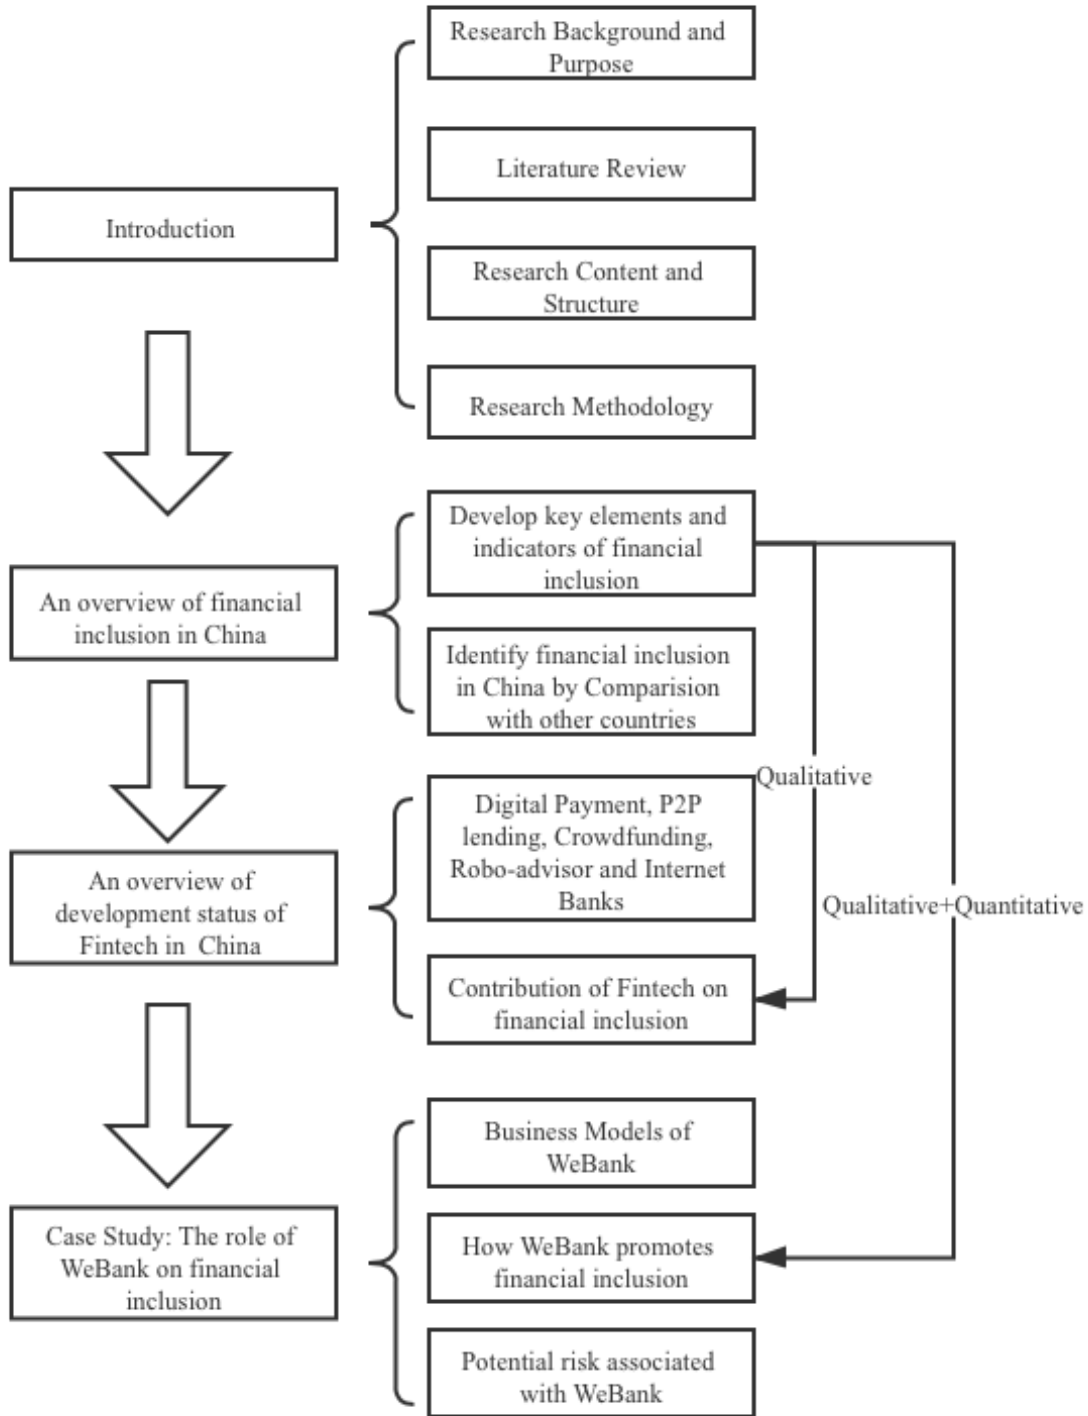 Research Background and
Purpose
Literature Review
Introduction
Research Content and
Structure
Research Methodology
Develop key elements and
indicators of financial
inclusion
An overview of financial
inclusion in China
Identify financial inclusion
in China by Comparision
with other countries
Qualitative
Digital Payment, P2P
lending, Crowdfunding,
Robo-advisor and Internet
Banks
An overview of
development status of
Fintech in China
Qualitative+Quantitative
Contribution of Fintech on
financial inclusion
Business Models of
WeBank
Case Study: The role of
WeBank on financial
inclusion
How WeBank promotes
financial inclusion
Potential risk associated
with WeBank